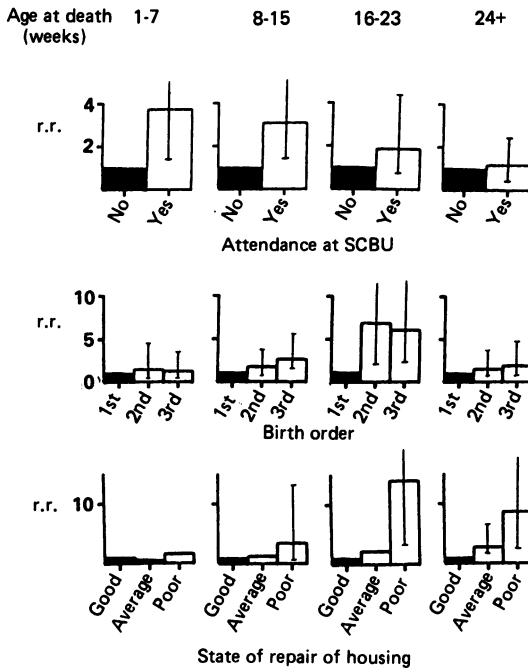 Age at death 1-7 8-15 16-23 24+
(weeks)
4
r.r.
2
No Yes No Yes No Yes No Yes
Attendance at SCBU
10
r.r.
5
0
1st 2nd 3rd 1st 2nd 3rd 1st 2nd 3rd 1st 2nd 3rd
Birth order
r.r. 10
Good Average Poor Good Average Poor Good Average Poor Good Average Poor
State of repair of housing